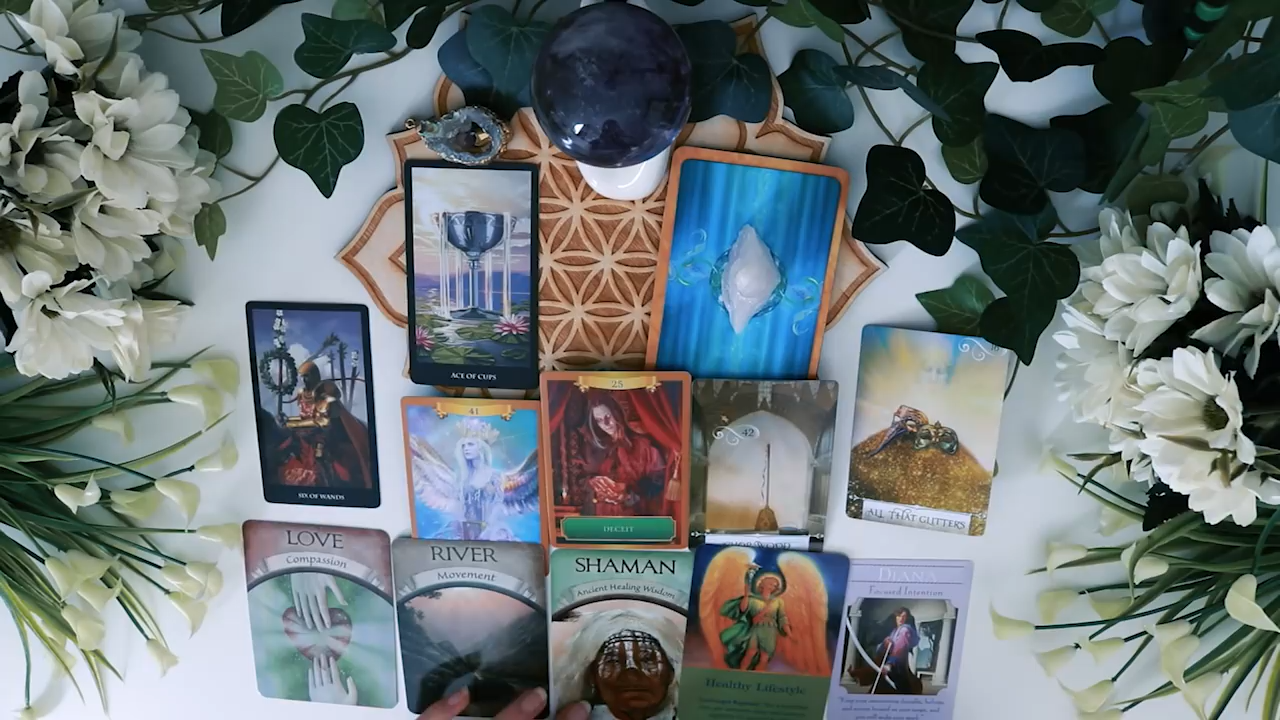 ACE OF CUPS
SIX OF WANDS
41
25
DECEIT
42
ALL THAT GLITTERS
LOVE
Compassion
RIVER
Movement
SHAMAN
Ancient Healing Wisdom
Healthy Lifestyle
DIANA
Focused Intention